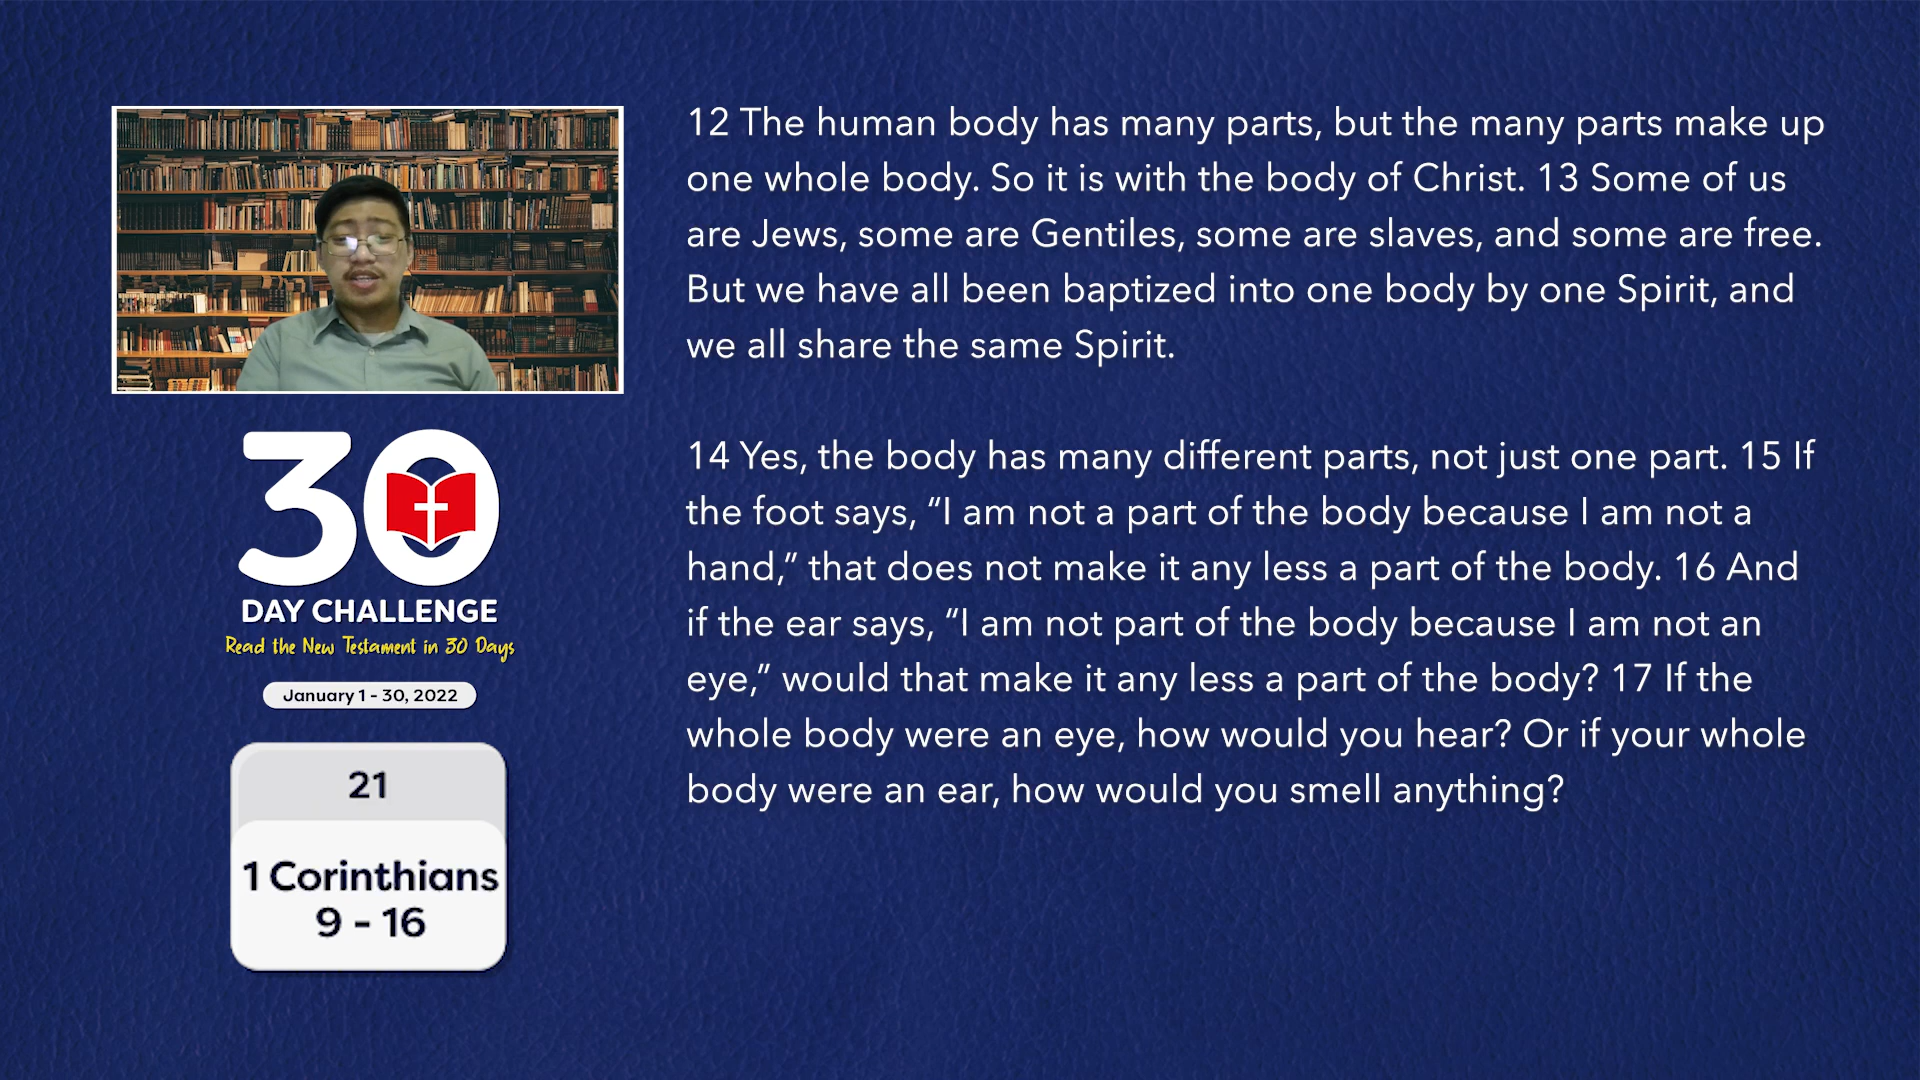 12 The human body has many parts, but the many parts make up
one whole body. So it is with the body of Christ. 13 Some of us
are Jews, some are Gentiles, some are slaves, and some are free.
But we have all been baptized into one body by one Spirit, and
we all share the same Spirit.
14 Yes, the body has many different parts, not just one part. 15 If
the foot says, “I am not a part of the body because I am not a
hand,” that does not make it any less a part of the body. 16 And
if the ear says, “I am not part of the body because I am not an
eye,” would that make it any less a part of the body? 17 If the
whole body were an eye, how would you hear? Or if your whole
body were an ear, how would you smell anything?
30
DAY CHALLENGE
Read the New Testament in 30 Days
January 1 - 30, 2022
21
1 Corinthians
9 - 16